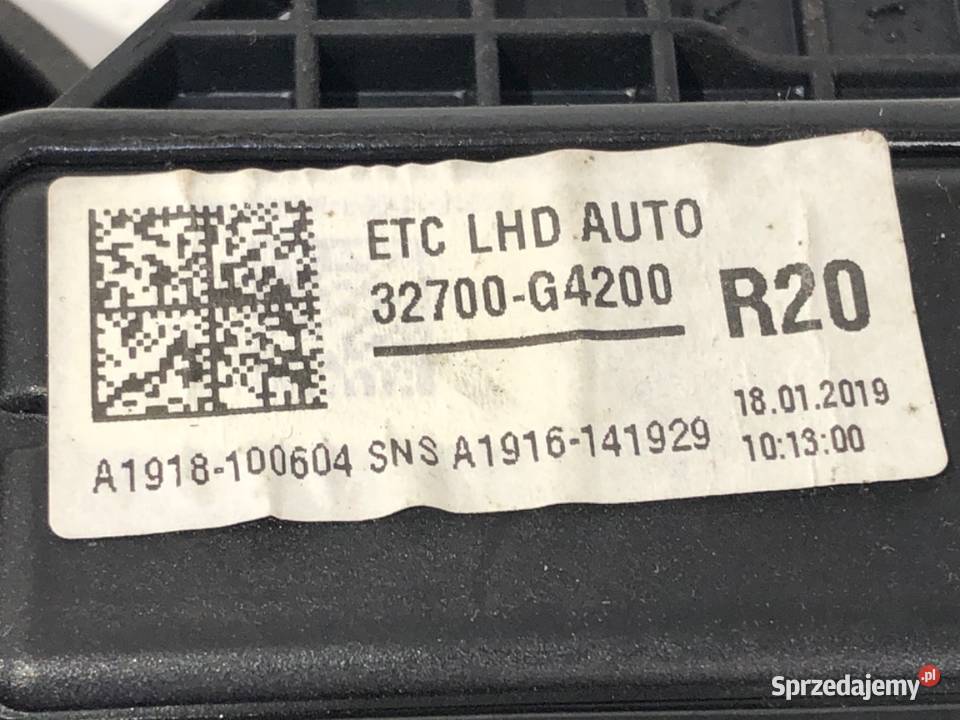 ETC LHD AUTO
32700-G4200
R20
18.01.2019
10:13:00
A1918-100604 SNS A1916-141929
Sprzedajemy.pl